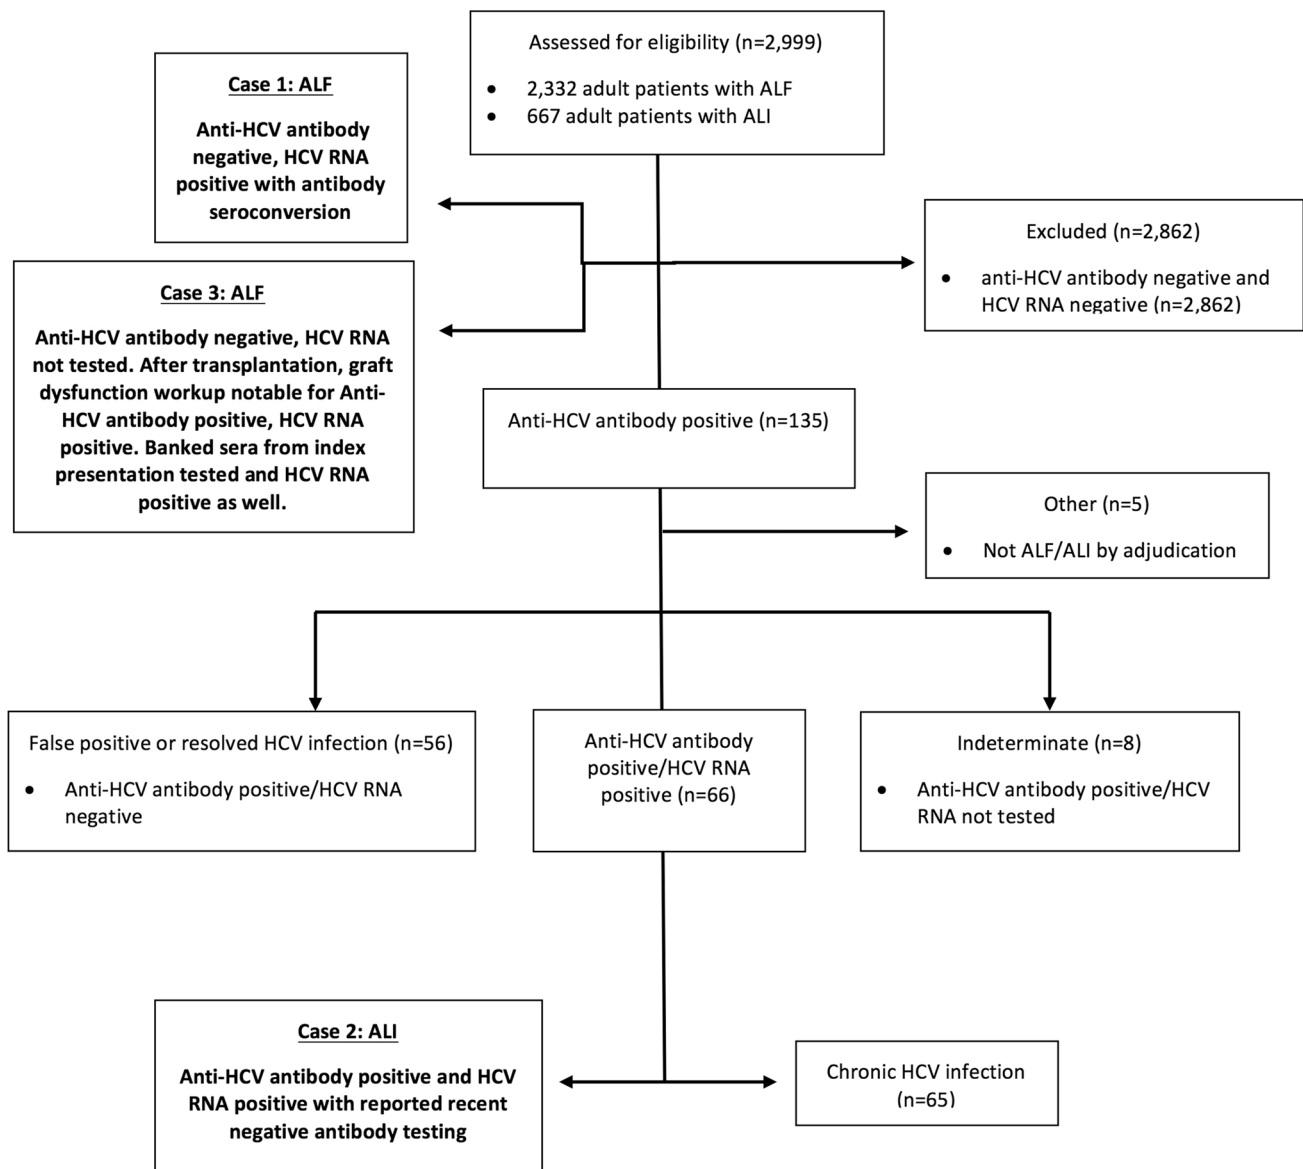 Assessed for eligibility (n=2,999)
• 2,332 adult patients with ALF
• 667 adult patients with ALI
Case 1: ALF
Anti-HCV antibody
negative, HCV RNA
positive with antibody
seroconversion
Excluded (n=2,862)
• anti-HCV antibody negative and
HCV RNA negative (n=2,862)
Case 3: ALF
Anti-HCV antibody negative, HCV RNA
not tested. After transplantation, graft
dysfunction workup notable for Anti-
HCV antibody positive, HCV RNA
positive. Banked sera from index
presentation tested and HCV RNA
positive as well.
Anti-HCV antibody positive (n=135)
Other (n=5)
• Not ALF/ALI by adjudication
False positive or resolved HCV infection (n=56)
• Anti-HCV antibody positive/HCV RNA
negative
Anti-HCV antibody
positive/HCV RNA
positive (n=66)
Indeterminate (n=8)
• Anti-HCV antibody positive/HCV
RNA not tested
Case 2: ALI
Anti-HCV antibody positive and HCV
RNA positive with reported recent
negative antibody testing
Chronic HCV infection
(n=65)